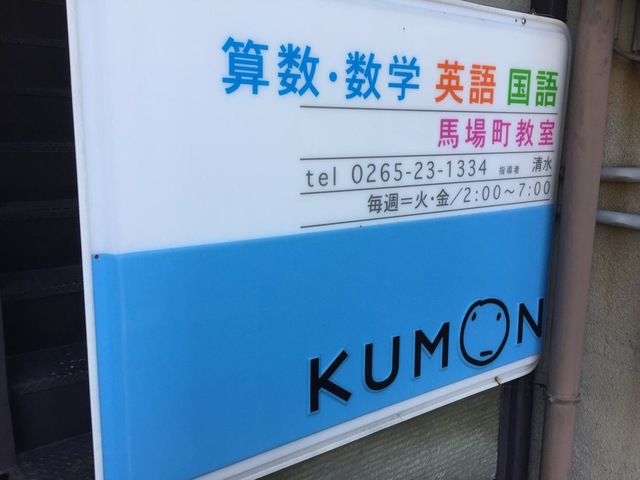 算数・数学 英語 国語
馬場町教室
tel 0265-23-1334 指導者 清水
毎週=火・金/2:00～7:00
KUMON